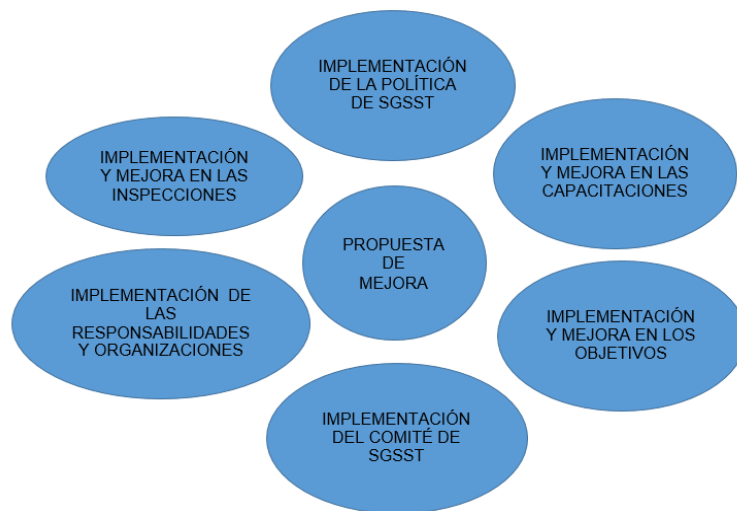 IMPLEMENTACIÓN
DE LA POLÍTICA
DE SGSST
IMPLEMENTACIÓN
Y MEJORA EN LAS
INSPECCIONES
IMPLEMENTACIÓN
Y MEJORA EN LAS
CAPACITACIONES
PROPUESTA
DE
MEJORA
IMPLEMENTACIÓN DE
LAS
RESPONSABILIDADES
Y ORGANIZACIONES
IMPLEMENTACIÓN
Y MEJORA EN LOS
OBJETIVOS
IMPLEMENTACIÓN
DEL COMITÉ DE
SGSST